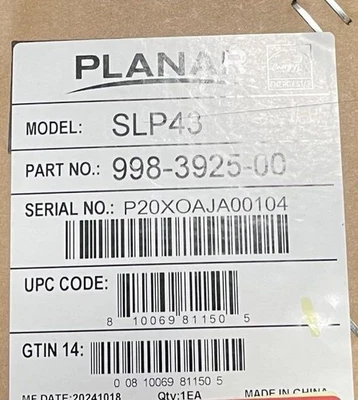 PLANAR
MODEL: SLP43
PART NO.: 998-3925-00
SERIAL NO.: P20XOAJA00104
UPC CODE:
8 10069 81150 5
GTIN 14:
0 08 10069 81150 5
MF DATE:20241018 Qty:1EA MADE IN CHINA